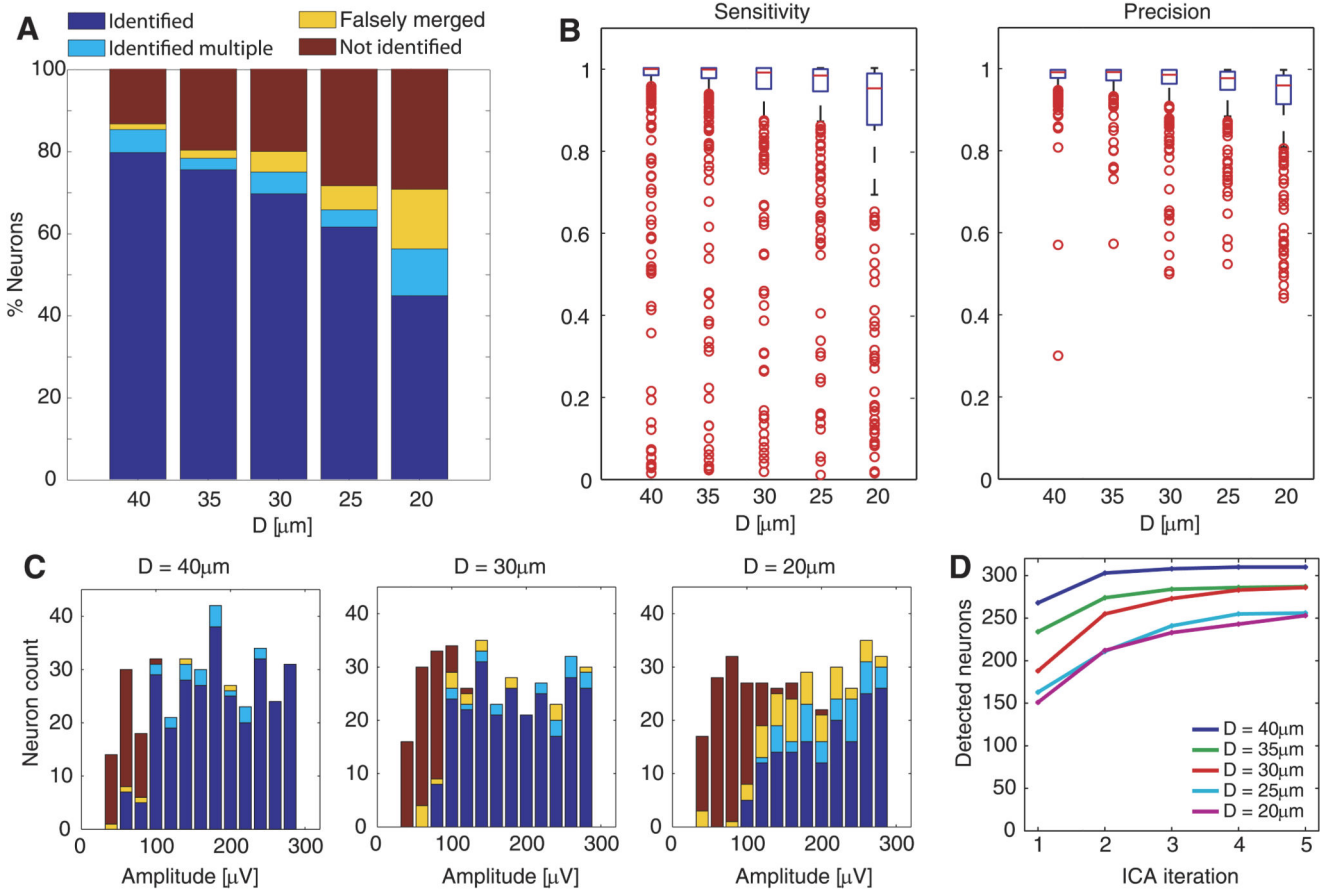 A
Identified
Falsely merged
Identified multiple
Not identified
100
80
60
40
20
0
% Neurons
40 35 30 25 20
D [μm]
B
Sensitivity
1
0.8
0.6
0.4
0.2
0
40 35 30 25 20
D [μm]
Precision
1
0.8
0.6
0.4
0.2
0
40 35 30 25 20
D [μm]
C
D = 40μm
40
30
20
10
0
Neuron count
0 100 200 300
Amplitude [μV]
D = 30μm
40
30
20
10
0
0 100 200 300
Amplitude [μV]
D = 20μm
40
30
20
10
0
0 100 200 300
Amplitude [μV]
D
300
250
200
150
100
50
0
Detected neurons
D = 40μm
D = 35μm
D = 30μm
D = 25μm
D = 20μm
1 2 3 4 5
ICA iteration